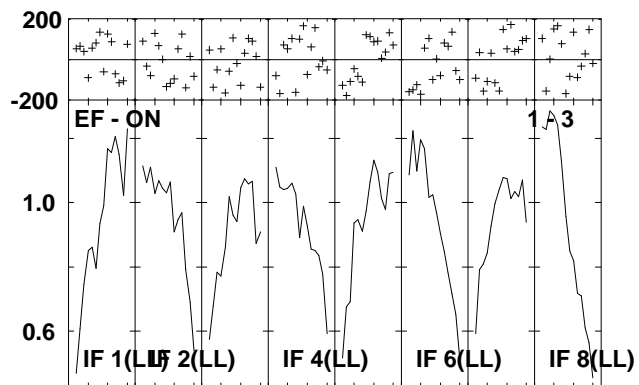 200
-200
EF - ON 1 - 3
1.0
0.6
IF 1(LL) IF 2(LL) IF 4(LL) IF 6(LL) IF 8(LL)